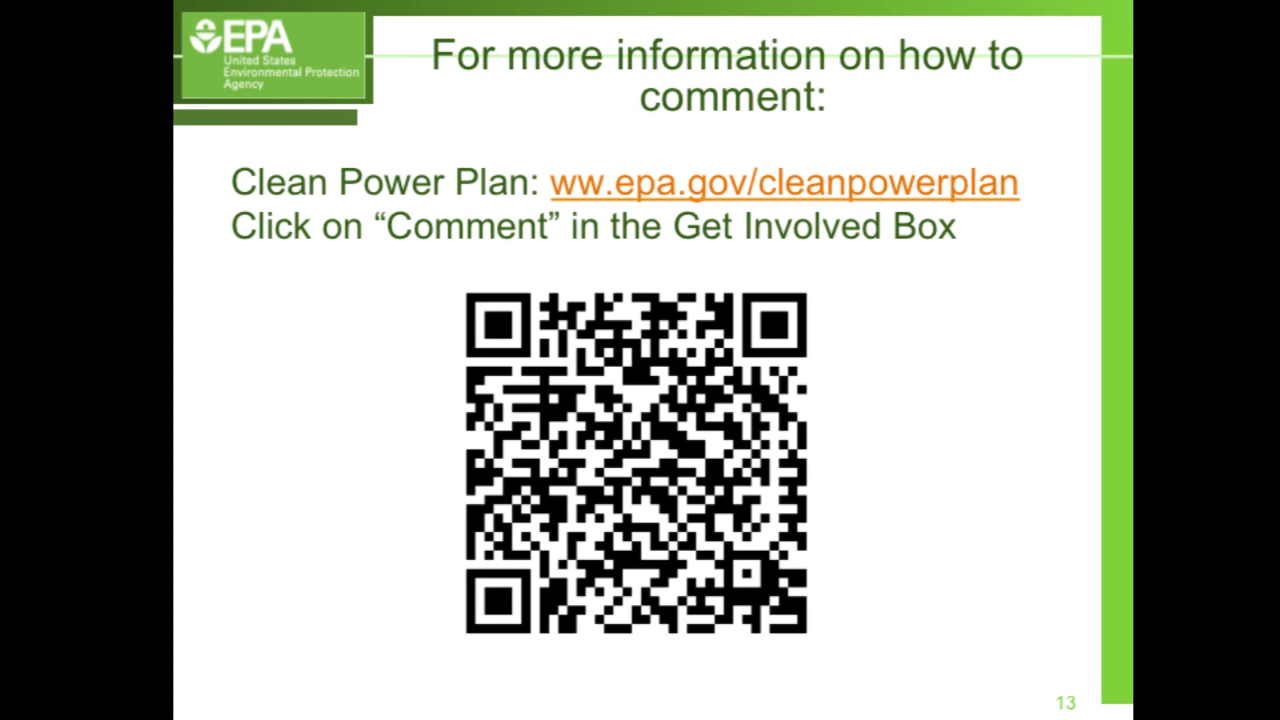 EPA
United States
Environmental Protection
Agency
For more information on how to
comment:
Clean Power Plan: ww.epa.gov/cleanpowerplan
Click on “Comment” in the Get Involved Box
13